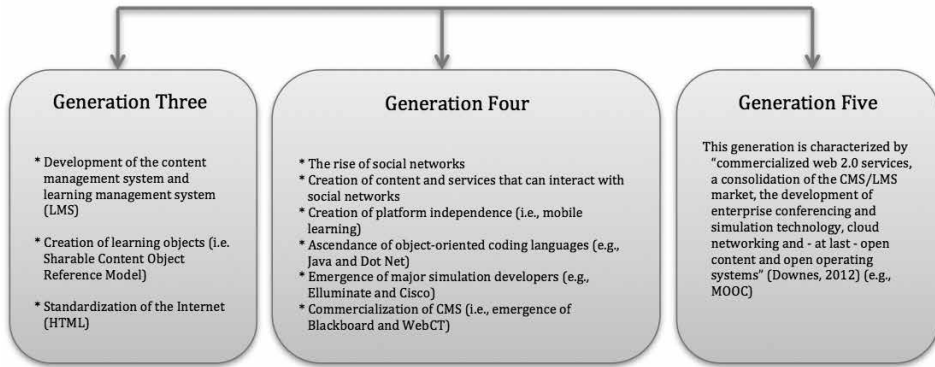 Generation Three
* Development of the content
management system and
learning management system
(LMS)
* Creation of learning objects (i.e.
Sharable Content Object
Reference Model)
* Standardization of the Internet
(HTML)
Generation Four
* The rise of social networks
* Creation of content and services that can interact with
social networks
* Creation of platform independence (i.e., mobile
learning)
* Ascendance of object-oriented coding languages (e.g.,
Java and Dot Net)
* Emergence of major simulation developers (e.g.,
Elluminate and Cisco)
* Commercialization of CMS (i.e., emergence of
Blackboard and WebCT)
Generation Five
This generation is characterized by
"commercialized web 2.0 services,
a consolidation of the CMS/LMS
market, the development of
enterprise conferencing and
simulation technology, cloud
networking and - at last - open
content and open operating
systems" (Downes, 2012) (e.g.,
MOOC)